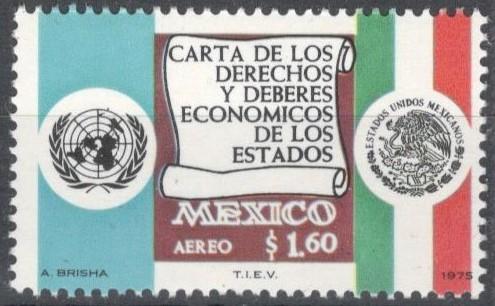 CARTA DE LOS
DERECHOS
Y DEBERES
ECONOMICOS
DE LOS
ESTADOS
ESTADOS UNIDOS MEXICANOS
MEXICO
AEREO $1.60
A. BRISHA T.I.E.V. 1975